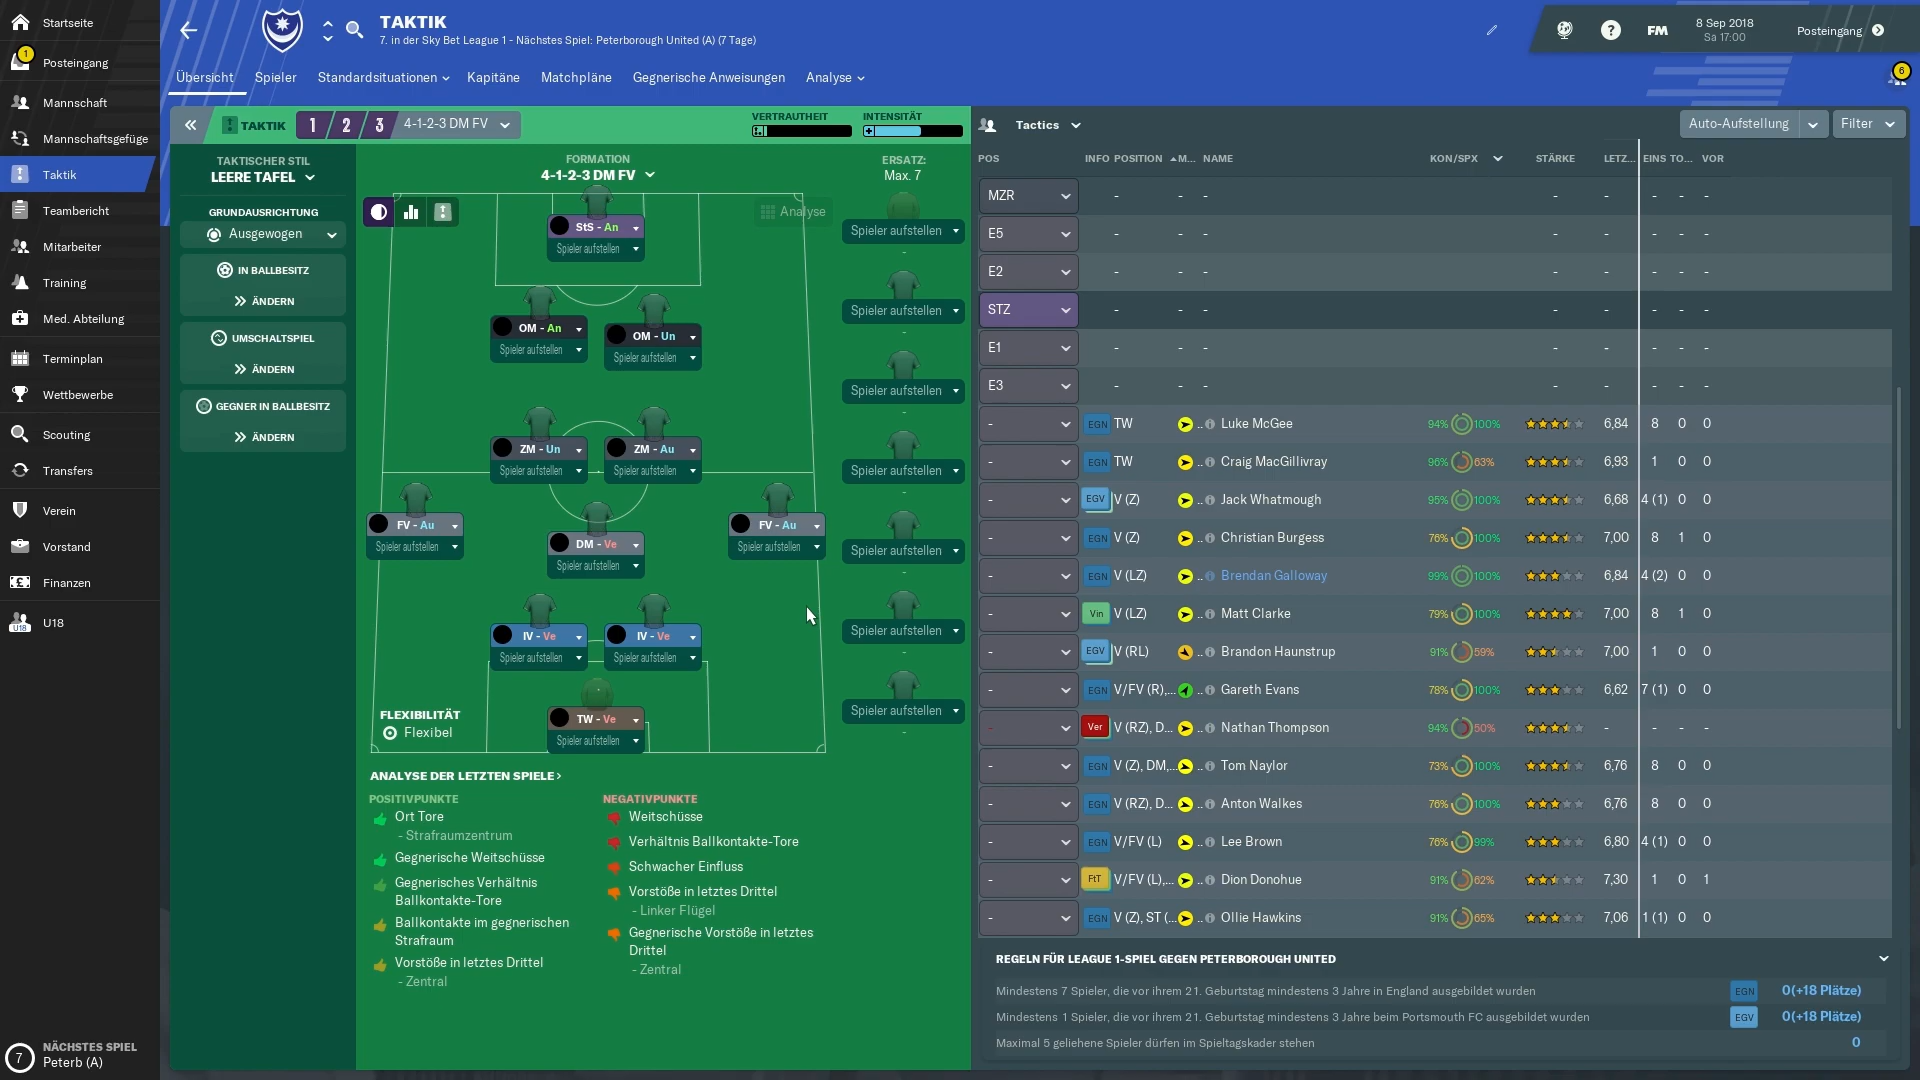 Startseite
1
Posteingang
Mannschaft
Mannschaftsgefüge
Taktik
Teambericht
Mitarbeiter
Training
Med. Abteilung
Terminplan
Wettbewerbe
Scouting
Transfers
Verein
Vorstand
Finanzen
U18
U18
7
NÄCHSTES SPIEL
Peterb (A)
TAKTIK
7. in der Sky Bet League 1 - Nächstes Spiel: Peterborough United (A) (7 Tage)
? FM
8 Sep 2018
Sa 17:00
Posteingang
6
Übersicht Spieler Standardsituationen Kapitäne Matchpläne Gegnerische Anweisungen Analyse
TAKTIK 1 2 3 4-1-2-3 DM FV
VERTRAUTHEIT INTENSITÄT
TAKTISCHER STIL
LEERE TAFEL
GRUNDAUSRICHTUNG
Ausgewogen
IN BALLBESITZ
ÄNDERN
UMSCHALTSPIEL
ÄNDERN
GEGNER IN BALLBESITZ
ÄNDERN
FORMATION
4-1-2-3 DM FV
ERSATZ:
Max. 7
Analyse
StS - An
Spieler aufstellen
OM - An
Spieler aufstellen
OM - Un
Spieler aufstellen
ZM - Un
Spieler aufstellen
ZM - Au
Spieler aufstellen
FV - Au
Spieler aufstellen
FV - Au
Spieler aufstellen
DM - Ve
Spieler aufstellen
IV - Ve
Spieler aufstellen
IV - Ve
Spieler aufstellen
TW - Ve
Spieler aufstellen
Spieler aufstellen
-
Spieler aufstellen
-
Spieler aufstellen
-
Spieler aufstellen
-
Spieler aufstellen
-
Spieler aufstellen
-
Spieler aufstellen
-
FLEXIBILITÄT
Flexibel
ANALYSE DER LETZTEN SPIELE ›
POSITIVPUNKTE
Ort Tore
- Strafraumzentrum
Gegnerische Weitschüsse
Gegnerisches Verhältnis
Ballkontakte-Tore
Ballkontakte im gegnerischen
Strafraum
Vorstöße in letztes Drittel
- Zentral
NEGATIVPUNKTE
Weitschüsse
Verhältnis Ballkontakte-Tore
Schwacher Einfluss
Vorstöße in letztes Drittel
- Linker Flügel
Gegnerische Vorstöße in letztes
Drittel
- Zentral
Tactics
Auto-Aufstellung Filter
POS INFO POSITION M... NAME KON/SPX STÄRKE LETZ... EINS TO... VOR
MZR - - - - - - - -
E5 - - - - - - - -
E2 - - - - - - - -
STZ - - - - - - - -
E1 - - - - - - - -
E3 - - - - - - - -
- EGN TW .. Luke McGee 94% 100% 6,84 8 0 0
- EGN TW .. Craig MacGillivray 96% 63% 6,93 1 0 0
- EGV V (Z) .. Jack Whatmough 95% 100% 6,68 4 (1) 0 0
- EGN V (Z) .. Christian Burgess 76% 100% 7,00 8 1 0
- EGN V (LZ) .. Brendan Galloway 99% 100% 6,84 4 (2) 0 0
- Vin V (LZ) .. Matt Clarke 79% 100% 7,00 8 1 0
- EGV V (RL) .. Brandon Haunstrup 91% 59% 7,00 1 0 0
- EGN V/FV (R),... .. Gareth Evans 78% 100% 6,62 7 (1) 0 0
- Ver V (RZ), D... .. Nathan Thompson 94% 50% - - - -
- EGN V (Z), DM,... .. Tom Naylor 73% 100% 6,76 8 0 0
- EGN V (RZ), D... .. Anton Walkes 76% 100% 6,76 8 0 0
- EGN V/FV (L) .. Lee Brown 76% 99% 6,80 4 (1) 0 0
- FtT V/FV (L),... .. Dion Donohue 91% 62% 7,30 1 0 1
- EGN V (Z), ST (... .. Ollie Hawkins 91% 65% 7,06 1 (1) 0 0
REGELN FÜR LEAGUE 1-SPIEL GEGEN PETERBOROUGH UNITED
Mindestens 7 Spieler, die vor ihrem 21. Geburtstag mindestens 3 Jahre in England ausgebildet wurden EGN 0(+18 Plätze)
Mindestens 1 Spieler, die vor ihrem 21. Geburtstag mindestens 3 Jahre beim Portsmouth FC ausgebildet wurden EGV 0(+18 Plätze)
Maximal 5 geliehene Spieler dürfen im Spieltagskader stehen 0